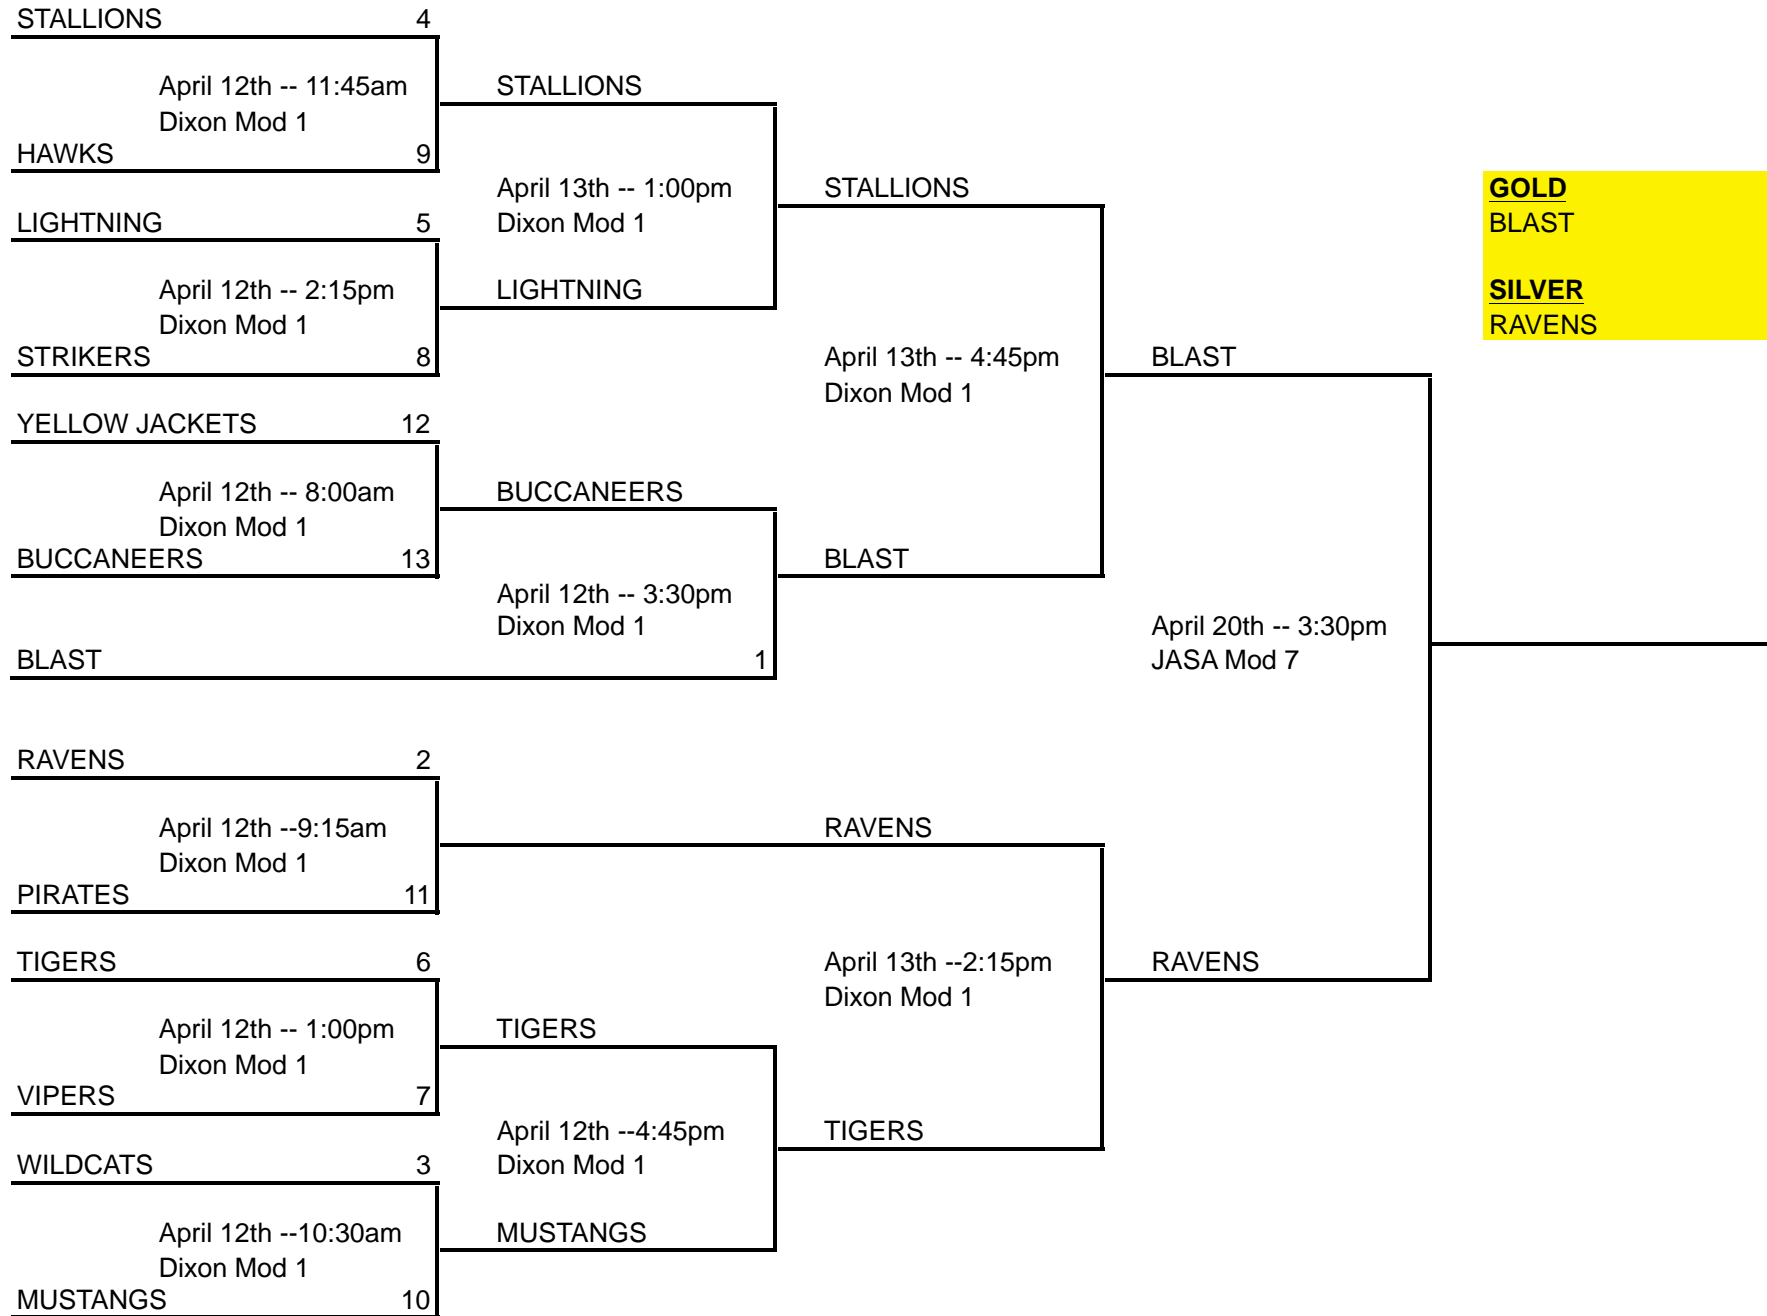 STALLIONS 4
April 12th -- 11:45am
Dixon Mod 1
HAWKS 9
LIGHTNING 5
April 12th -- 2:15pm
Dixon Mod 1
STRIKERS 8
YELLOW JACKETS 12
April 12th -- 8:00am
Dixon Mod 1
BUCCANEERS 13
BLAST 1
RAVENS 2
April 12th --9:15am
Dixon Mod 1
PIRATES 11
TIGERS 6
April 12th -- 1:00pm
Dixon Mod 1
VIPERS 7
WILDCATS 3
April 12th --10:30am
Dixon Mod 1
MUSTANGS 10
STALLIONS
April 13th -- 1:00pm
Dixon Mod 1
LIGHTNING
BUCCANEERS
April 12th -- 3:30pm
Dixon Mod 1
TIGERS
April 12th --4:45pm
Dixon Mod 1
MUSTANGS
STALLIONS
April 13th -- 4:45pm
Dixon Mod 1
BLAST
RAVENS
April 13th --2:15pm
Dixon Mod 1
TIGERS
BLAST
April 20th -- 3:30pm
JASA Mod 7
RAVENS
GOLD
BLAST
SILVER
RAVENS